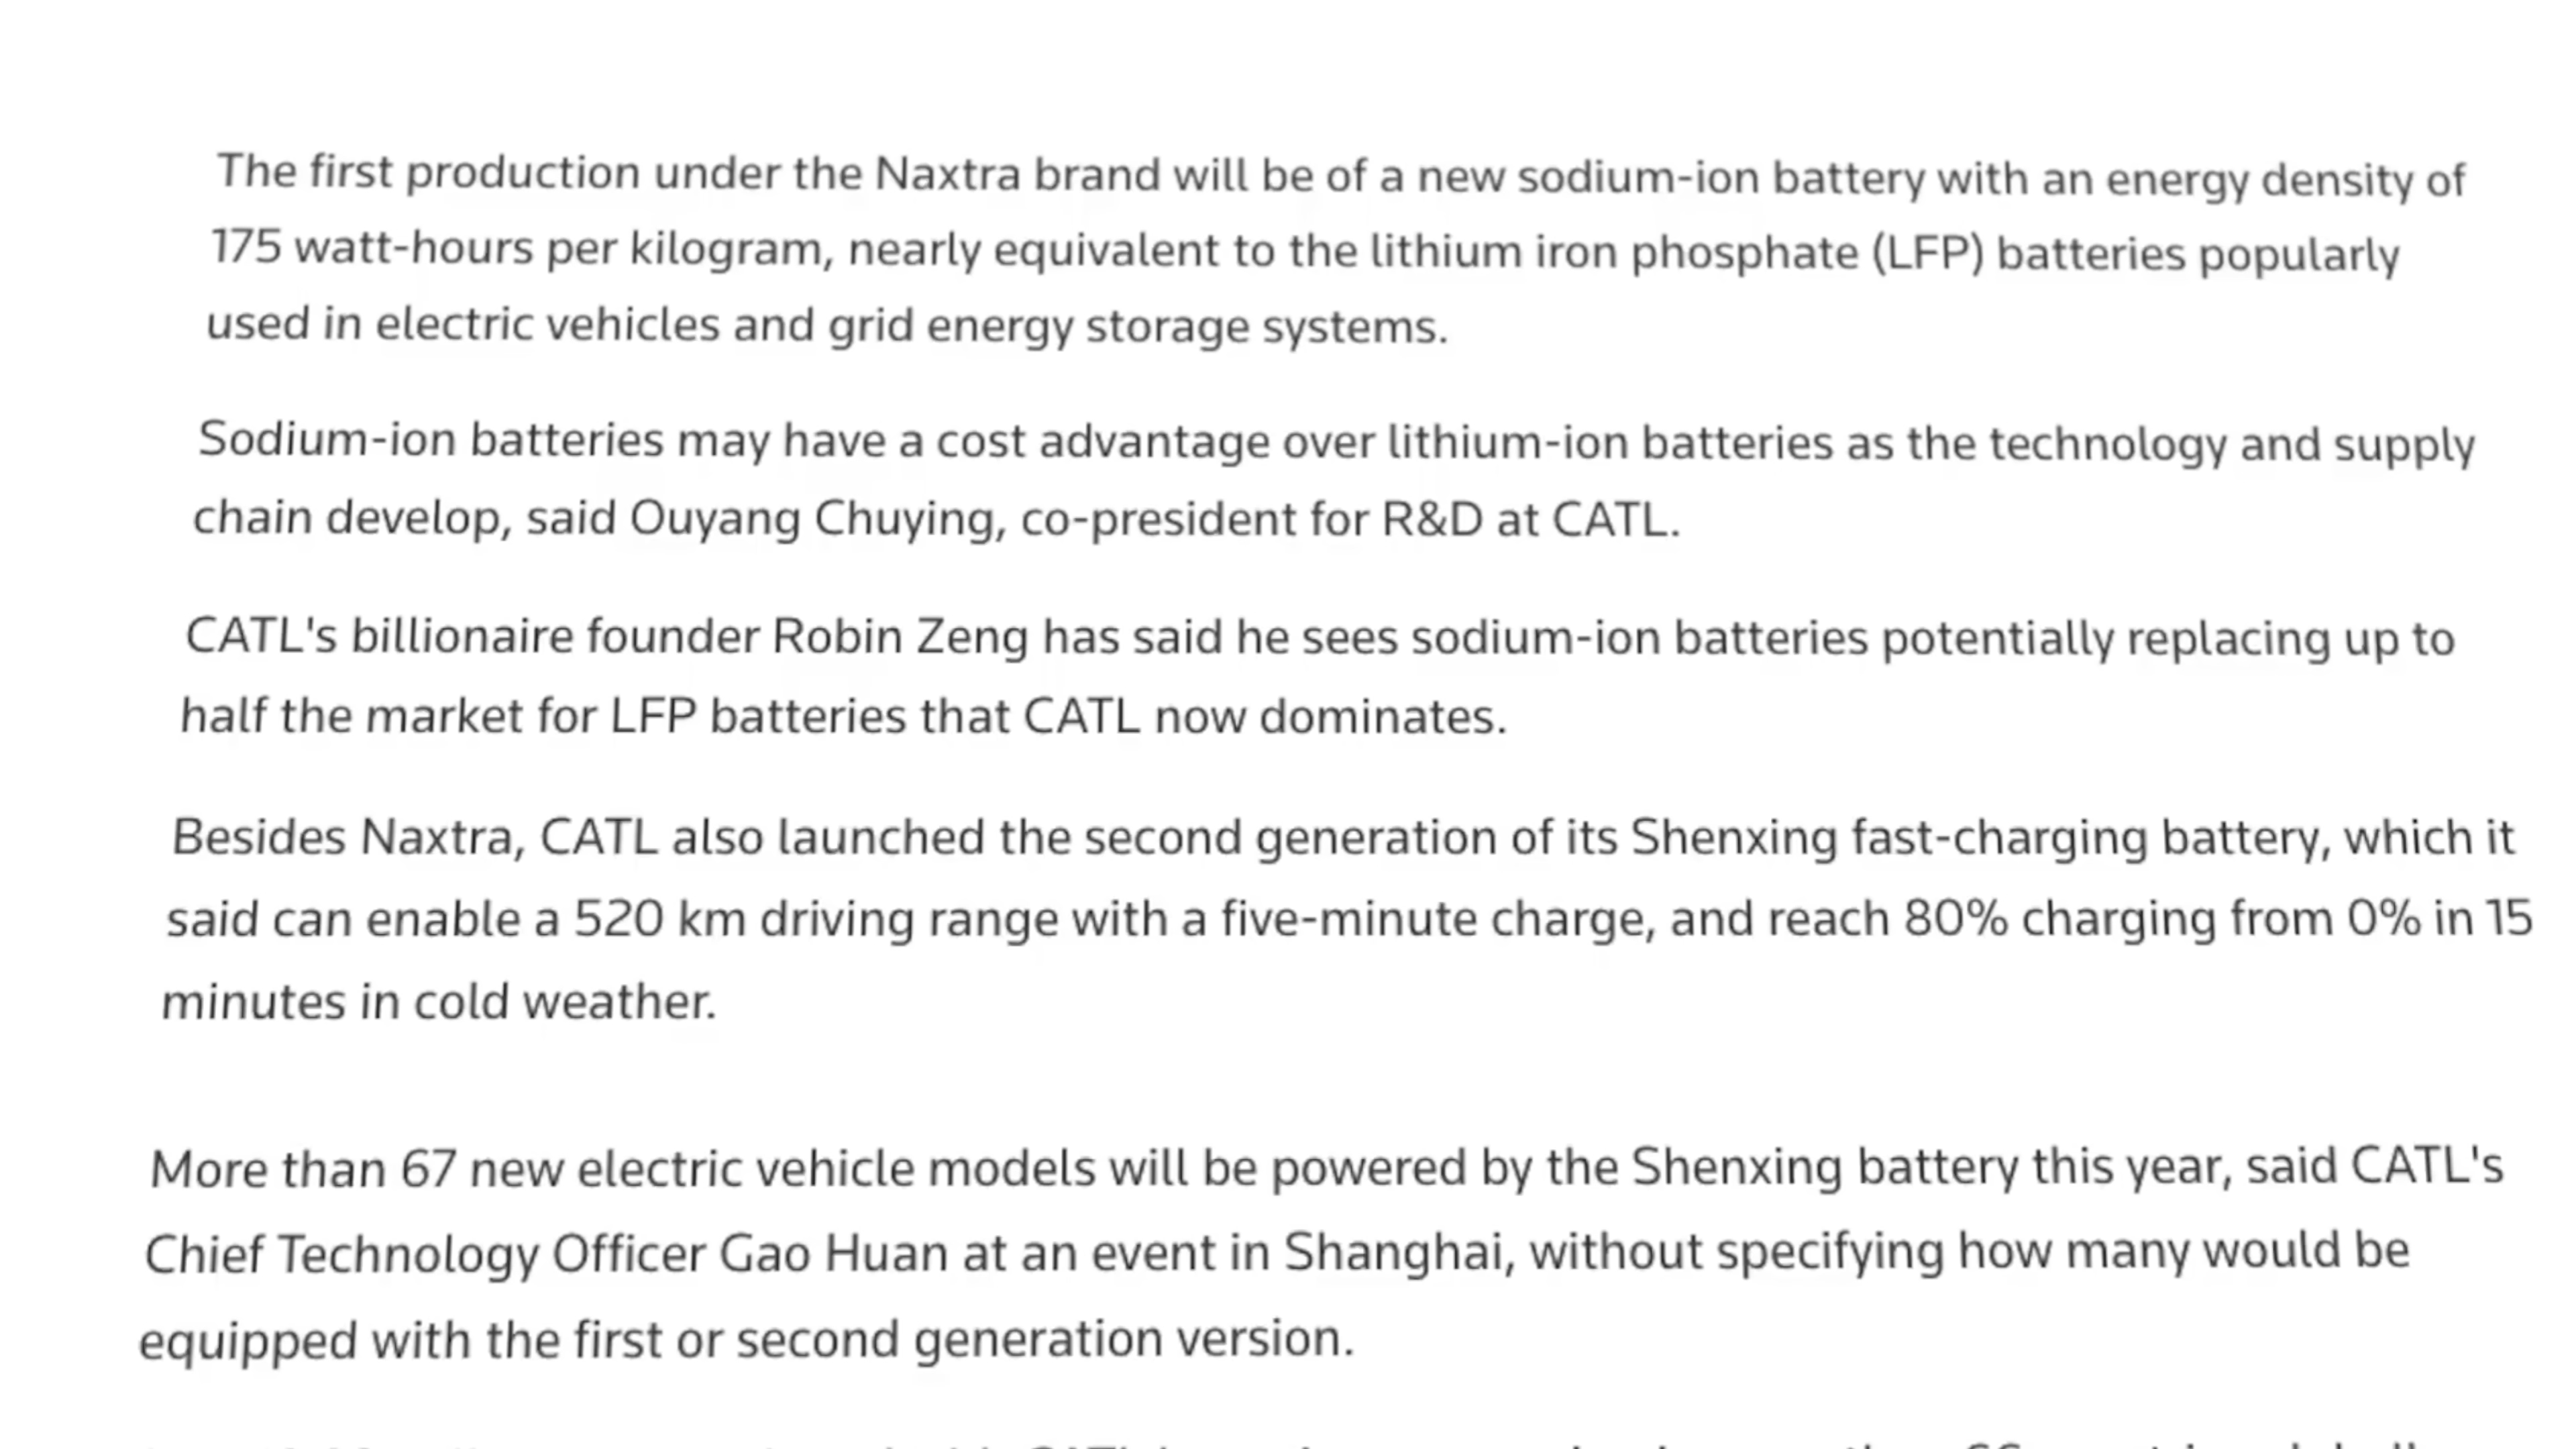 The first production under the Naxtra brand will be of a new sodium-ion battery with an energy density of
175 watt-hours per kilogram, nearly equivalent to the lithium iron phosphate (LFP) batteries popularly
used in electric vehicles and grid energy storage systems.
Sodium-ion batteries may have a cost advantage over lithium-ion batteries as the technology and supply
chain develop, said Ouyang Chuying, co-president for R&D at CATL.
CATL's billionaire founder Robin Zeng has said he sees sodium-ion batteries potentially replacing up to
half the market for LFP batteries that CATL now dominates.
Besides Naxtra, CATL also launched the second generation of its Shenxing fast-charging battery, which it
said can enable a 520 km driving range with a five-minute charge, and reach 80% charging from 0% in 15
minutes in cold weather.
More than 67 new electric vehicle models will be powered by the Shenxing battery this year, said CATL's
Chief Technology Officer Gao Huan at an event in Shanghai, without specifying how many would be
equipped with the first or second generation version.